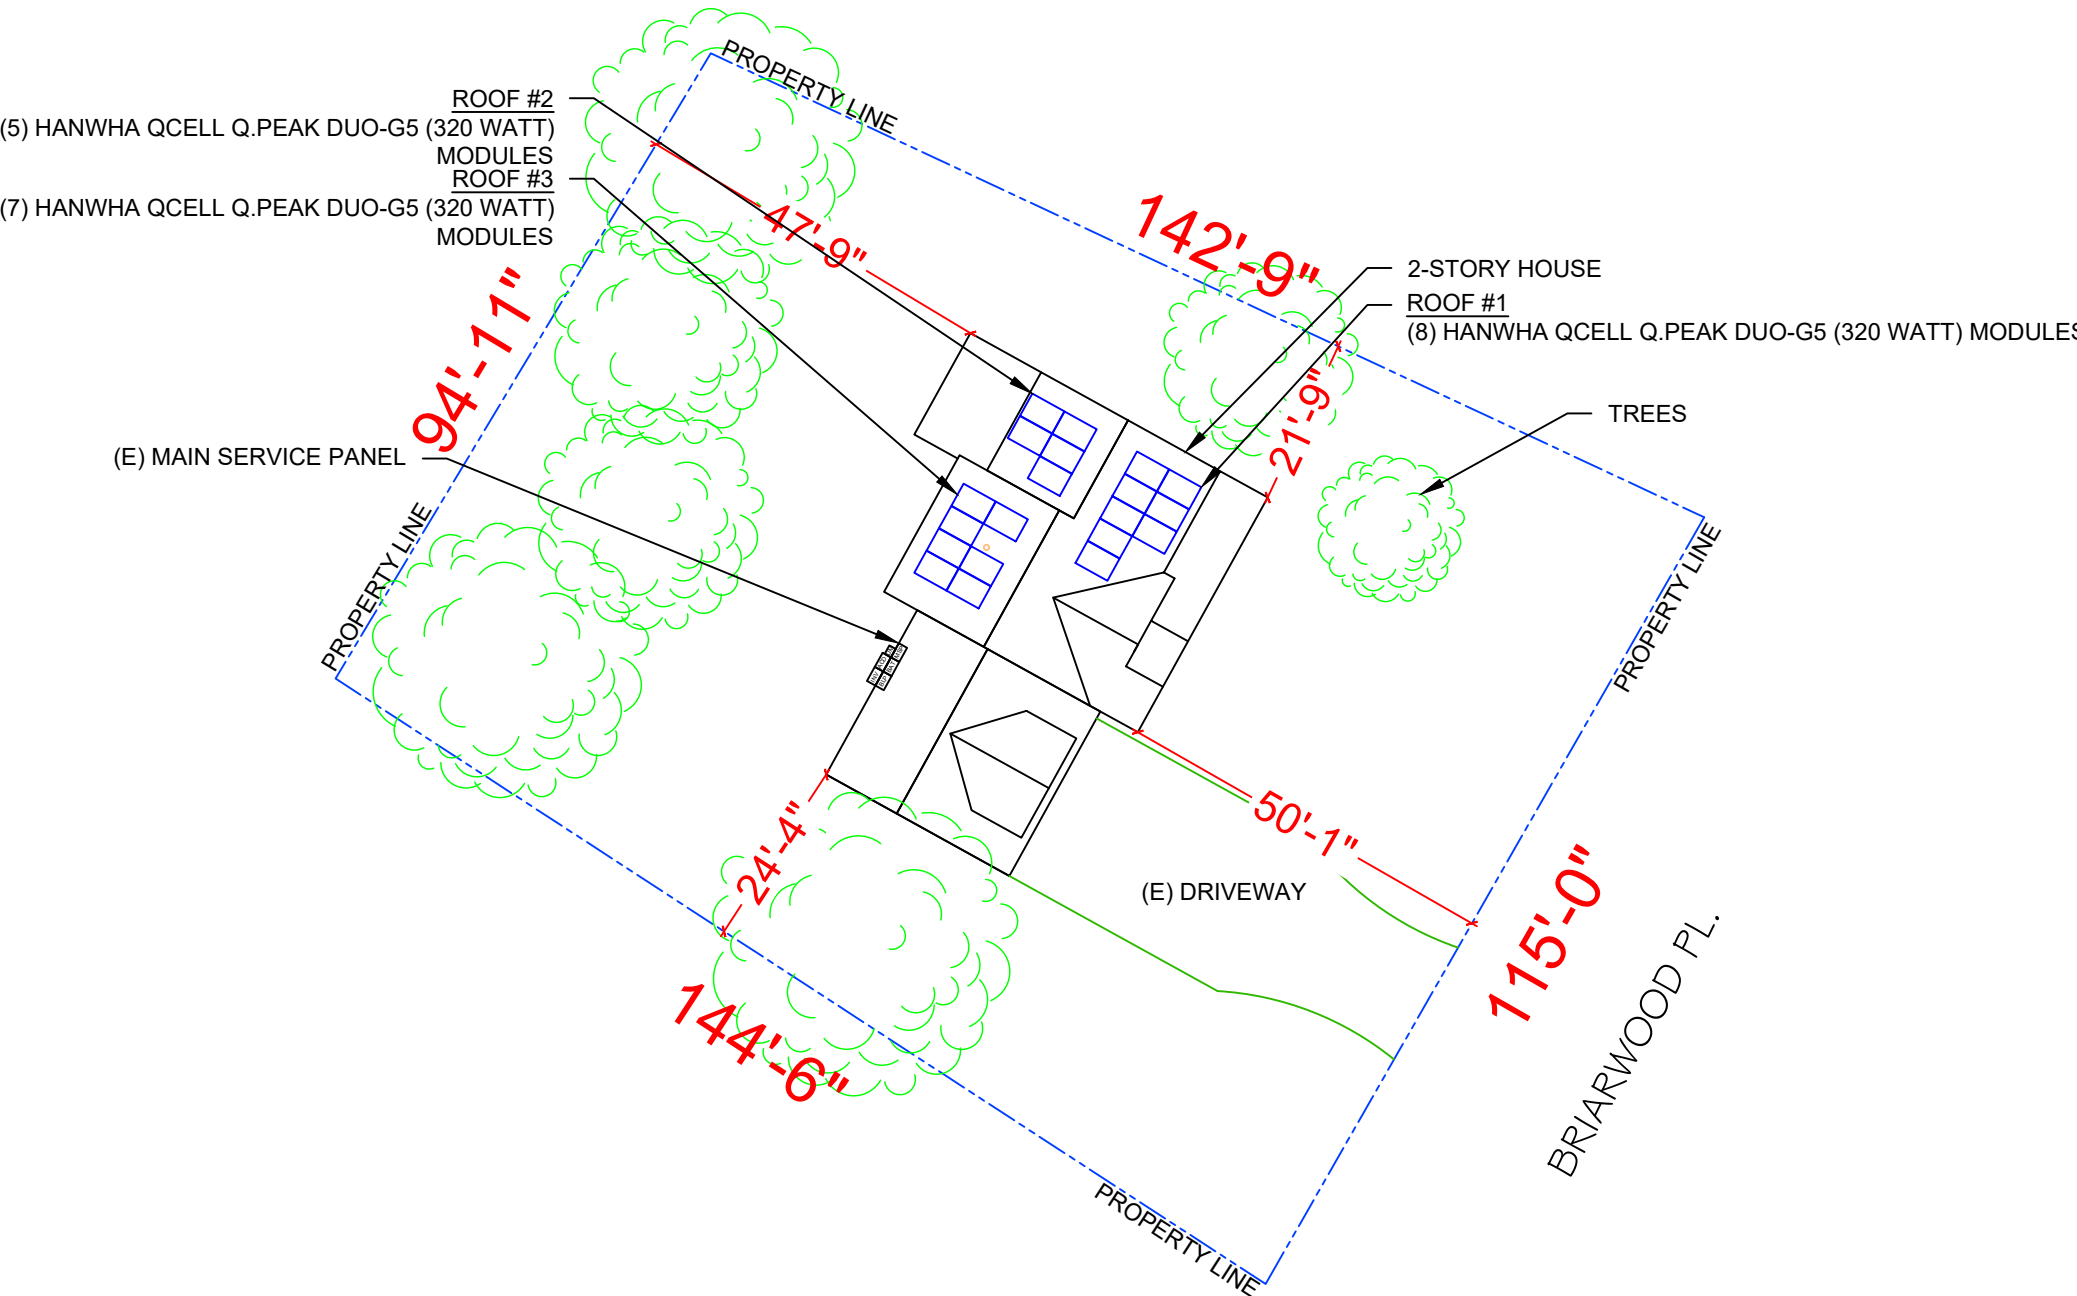 PROPERTY LINE
ROOF #2
(5) HANWHA QCELL Q.PEAK DUO-G5 (320 WATT)
MODULES
ROOF #3
(7) HANWHA QCELL Q.PEAK DUO-G5 (320 WATT)
MODULES
47'-9"
142'-9"
2-STORY HOUSE
ROOF #1
(8) HANWHA QCELL Q.PEAK DUO-G5 (320 WATT) MODULES
94'-11"
21'-9"
TREES
(E) MAIN SERVICE PANEL
PROPERTY LINE
PROPERTY LINE
24'-4"
50'-1"
(E) DRIVEWAY
115'-0"
BRIARWOOD PL.
144'-6"
PROPERTY LINE